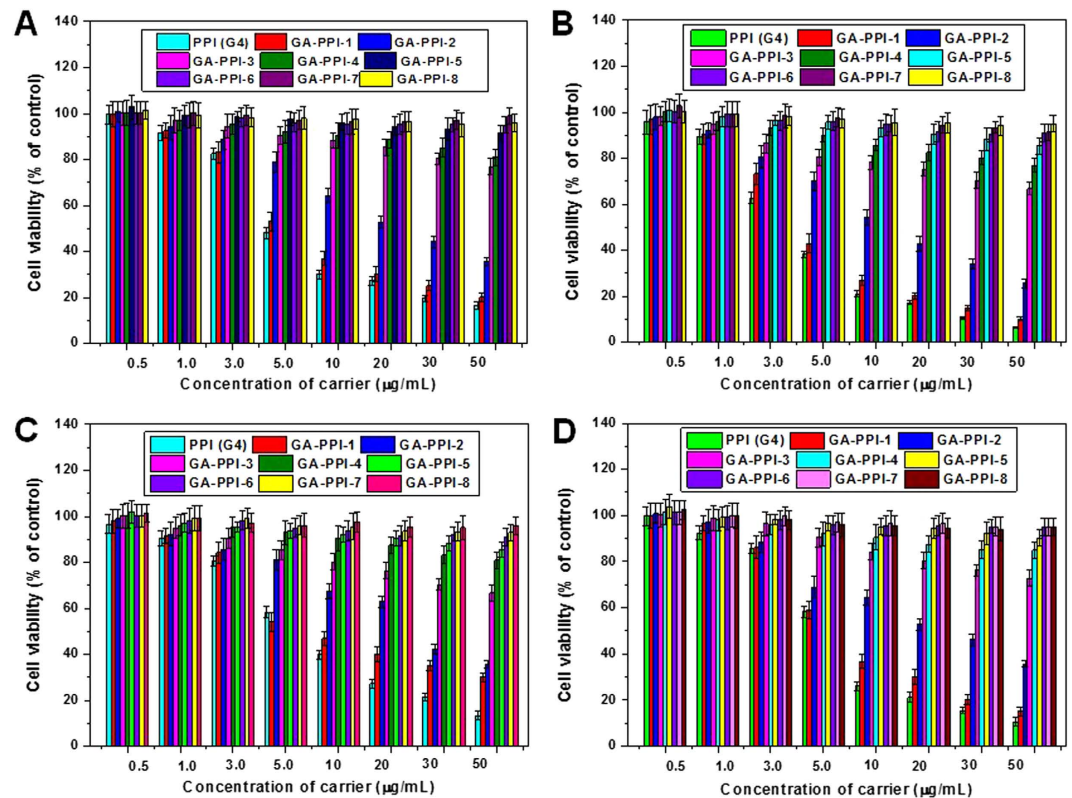 A
140
120
100
80
60
40
20
0
Cell viability (% of control)
PPI (G4) GA-PPI-1 GA-PPI-2
GA-PPI-3 GA-PPI-4 GA-PPI-5
GA-PPI-6 GA-PPI-7 GA-PPI-8
0.5 1.0 3.0 5.0 10 20 30 50
Concentration of carrier (µg/mL)
B
140
120
100
80
60
40
20
0
Cell viability (% of control)
PPI (G4) GA-PPI-1 GA-PPI-2
GA-PPI-3 GA-PPI-4 GA-PPI-5
GA-PPI-6 GA-PPI-7 GA-PPI-8
0.5 1.0 3.0 5.0 10 20 30 50
Concentration of carrier (µg/mL)
C
140
120
100
80
60
40
20
0
Cell viability (% of control)
PPI (G4) GA-PPI-1 GA-PPI-2
GA-PPI-3 GA-PPI-4 GA-PPI-5
GA-PPI-6 GA-PPI-7 GA-PPI-8
0.5 1.0 3.0 5.0 10 20 30 50
Concentration of carrier (µg/mL)
D
140
120
100
80
60
40
20
0
Cell viability (% of control)
PPI (G4) GA-PPI-1 GA-PPI-2
GA-PPI-3 GA-PPI-4 GA-PPI-5
GA-PPI-6 GA-PPI-7 GA-PPI-8
0.5 1.0 3.0 5.0 10 20 30 50
Concentration of carrier (µg/mL)